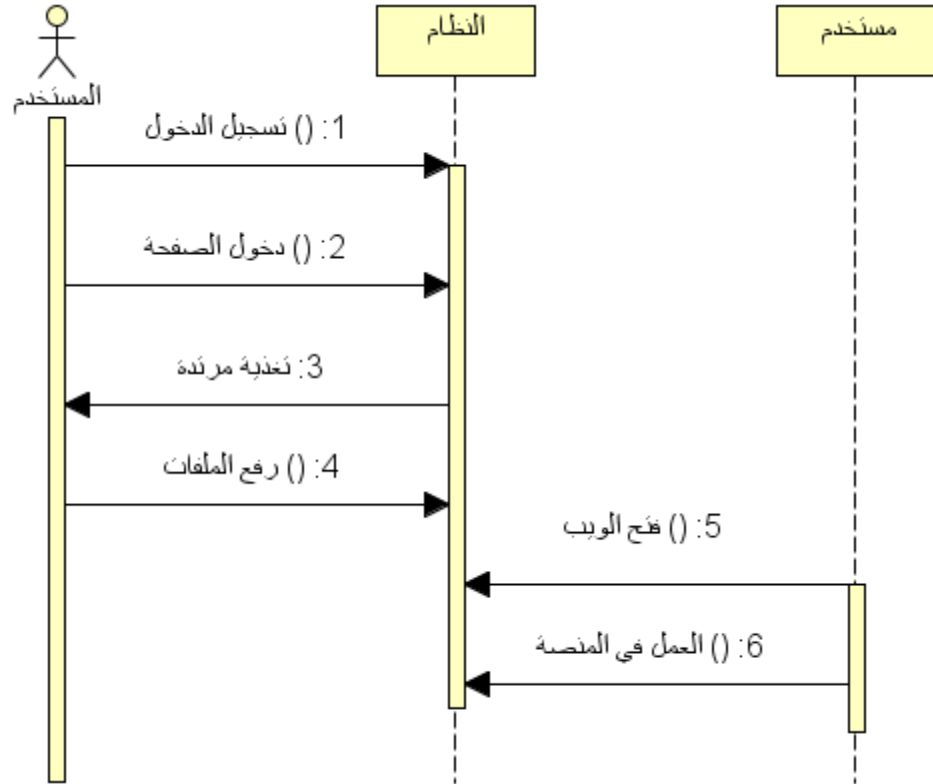 المستخدم
النظام
مستخدم
1: () تسجيل الدخول
2: () دخول الصفحة
3: تغذية مرتدة
4: () رفع الملفات
5: () فتح الويب
6: () العمل في المنصة